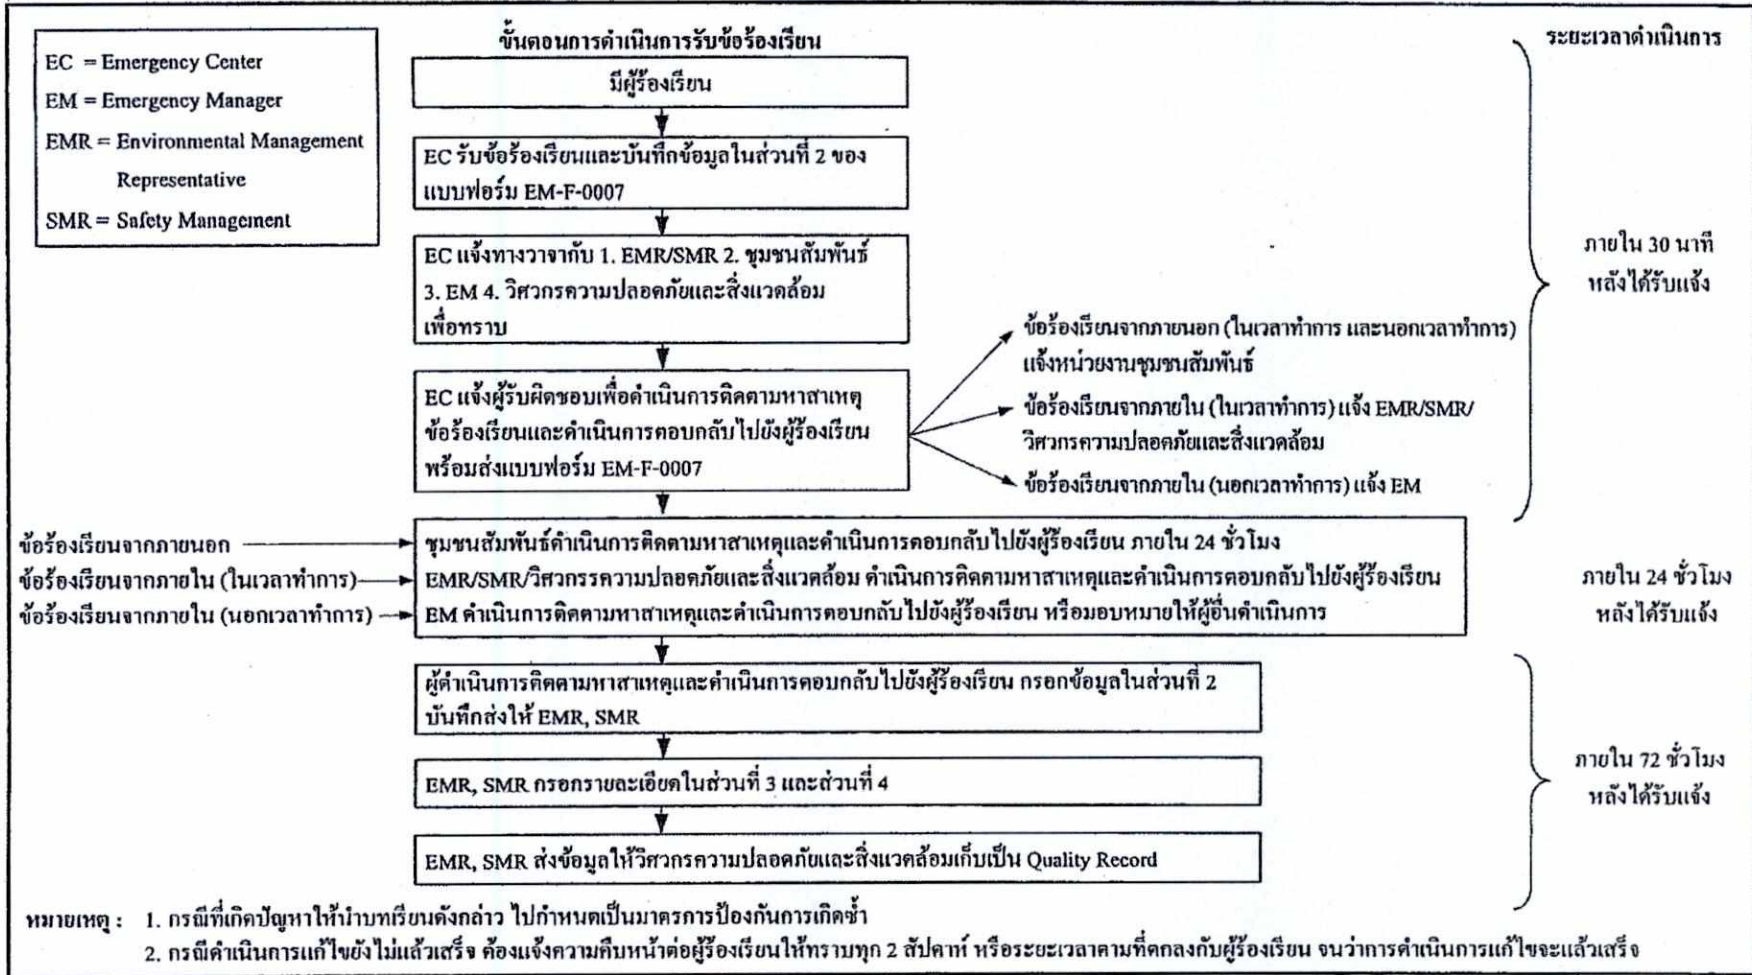 EC = Emergency Center
EM = Emergency Manager
EMR = Environmental Management
Representative
SMR = Safety Management
ขั้นตอนการดำเนินการรับข้อร้องเรียน
ระยะเวลาดำเนินการ
มีผู้ร้องเรียน
EC รับข้อร้องเรียนและบันทึกข้อมูลในส่วนที่ 2 ของ
แบบฟอร์ม EM-F-0007
EC แจ้งทางวาจากับ 1. EMR/SMR 2. ชุมชนสัมพันธ์
3. EM 4. วิศวกรความปลอดภัยและสิ่งแวดล้อม
เพื่อทราบ
ภายใน 30 นาที
หลังได้รับแจ้ง
EC แจ้งผู้รับผิดชอบเพื่อดำเนินการติดตามหาสาเหตุ
ข้อร้องเรียนและดำเนินการตอบกลับไปยังผู้ร้องเรียน
พร้อมส่งแบบฟอร์ม EM-F-0007
ข้อร้องเรียนจากภายนอก (ในเวลาทำการ และนอกเวลาทำการ)
แจ้งหน่วยงานชุมชนสัมพันธ์
ข้อร้องเรียนจากภายใน (ในเวลาทำการ) แจ้ง EMR/SMR/
วิศวกรความปลอดภัยและสิ่งแวดล้อม
ข้อร้องเรียนจากภายใน (นอกเวลาทำการ) แจ้ง EM
ข้อร้องเรียนจากภายนอก
ข้อร้องเรียนจากภายใน (ในเวลาทำการ)
ข้อร้องเรียนจากภายใน (นอกเวลาทำการ)
ชุมชนสัมพันธ์ดำเนินการติดตามหาสาเหตุและดำเนินการตอบกลับไปยังผู้ร้องเรียน ภายใน 24 ชั่วโมง
EMR/SMR/วิศวกรรความปลอดภัยและสิ่งแวดล้อม ดำเนินการติดตามหาสาเหตุและดำเนินการตอบกลับไปยังผู้ร้องเรียน
EM ดำเนินการติดตามหาสาเหตุและดำเนินการตอบกลับไปยังผู้ร้องเรียน หรือมอบหมายให้ผู้อื่นดำเนินการ
ภายใน 24 ชั่วโมง
หลังได้รับแจ้ง
ผู้ดำเนินการติดตามหาสาเหตุและดำเนินการตอบกลับไปยังผู้ร้องเรียน กรอกข้อมูลในส่วนที่ 2
บันทึกส่งให้ EMR, SMR
EMR, SMR กรอกรายละเอียดในส่วนที่ 3 และส่วนที่ 4
EMR, SMR ส่งข้อมูลให้วิศวกรความปลอดภัยและสิ่งแวดล้อมเก็บเป็น Quality Record
ภายใน 72 ชั่วโมง
หลังได้รับแจ้ง
หมายเหตุ : 1. กรณีที่เกิดปัญหาให้นำบทเรียนดังกล่าว ไปกำหนดเป็นมาตรการป้องกันการเกิดซ้ำ
2. กรณีดำเนินการแก้ไขยังไม่แล้วเสร็จ ต้องแจ้งความคืบหน้าต่อผู้ร้องเรียนให้ทราบทุก 2 สัปดาห์ หรือระยะเวลาตามที่ตกลงกับผู้ร้องเรียน จนว่าการดำเนินการแก้ไขจะแล้วเสร็จ